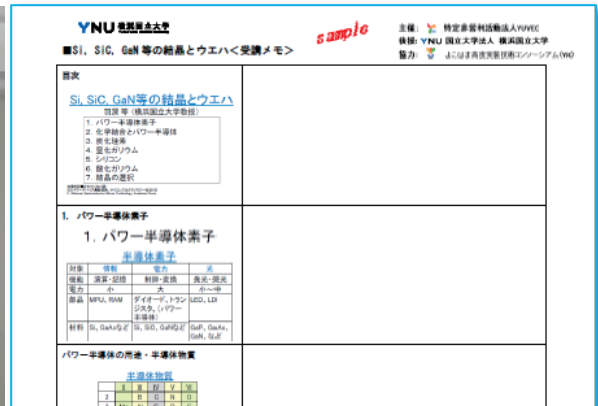 YNU 横浜国立大学
sample
主催: 特定非営利活動法人YUVEC
後援: YNU 国立大学法人 横浜国立大学
協力: よこはま高度実装技術コンソーシアム(YJC)
■Si, SiC, GaN 等の結晶とウエハ<受講メモ>
目次
Si, SiC, GaN等の結晶とウエハ
羽深 等 (横浜国立大学教授)
1. パワー半導体素子
2. 化学結合とパワー半導体
3. 炭化珪素
4. 窒化ガリウム
5. シリコン
6. 酸化ガリウム
7. 結晶の選択
1. パワー半導体素子
1. パワー半導体素子
半導体素子
対象 情報 電力 光
機能 演算・記憶 制御・変換 発光・受光
電力 小 大 小～中
部品 MPU, RAM ダイオード、トランジスタ、(パワー半導体) LED, LD
材料 Si, GaAsなど Si, SiC, GaNなど GaP, GaAs, GaN, など
パワー半導体の用途・半導体物質
半導体物質
II III IV V VI
2 B C N O